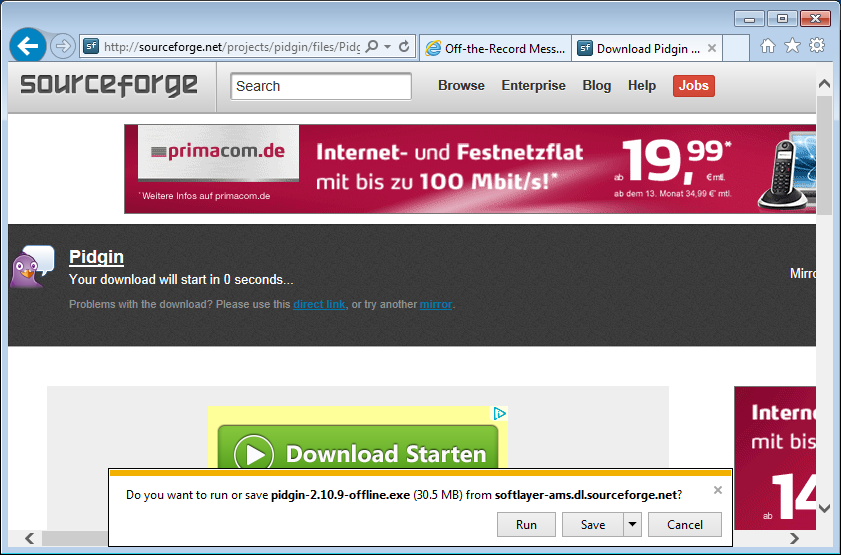 sf http://sourceforge.net/projects/pidgin/files/Pidg
Off-the-Record Mess...
sf Download Pidgin ...
sourceforge
Search
Browse Enterprise Blog Help Jobs
primacom.de
* Weitere Infos auf primacom.de
Internet- und Festnetzflat
mit bis zu 100 Mbit/s!*
ab 19,99* €mtl.
ab dem 13. Monat 34,99 €* mtl.
Pidgin
Your download will start in 0 seconds...
Mirro
Problems with the download? Please use this direct link, or try another mirror.
Download Starten
Intern
mit bis
ab 14
Do you want to run or save pidgin-2.10.9-offline.exe (30.5 MB) from softlayer-ams.dl.sourceforge.net?
Run Save Cancel